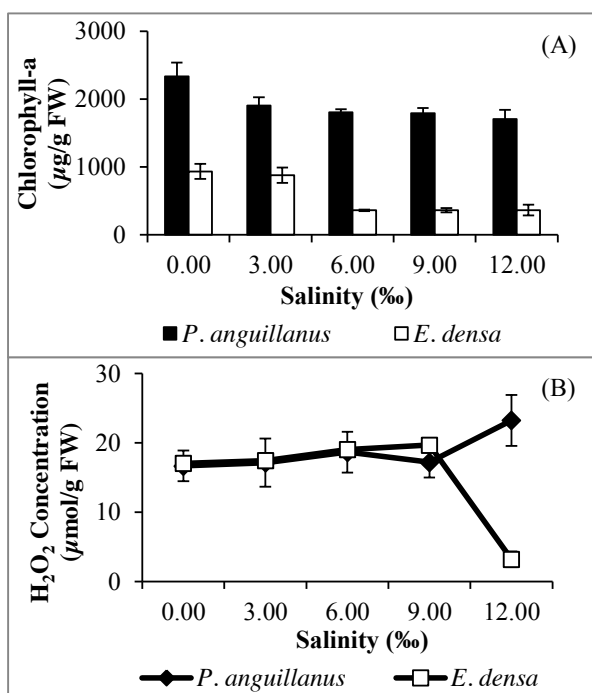 (A)
3000
2000
1000
0
Chlorophyll-a
(µg/g FW)
0.00 3.00 6.00 9.00 12.00
Salinity (‰)
P. anguillanus E. densa
(B)
30
20
10
0
H₂O₂ Concentration
(µmol/g FW)
0.00 3.00 6.00 9.00 12.00
Salinity (‰)
P. anguillanus E. densa